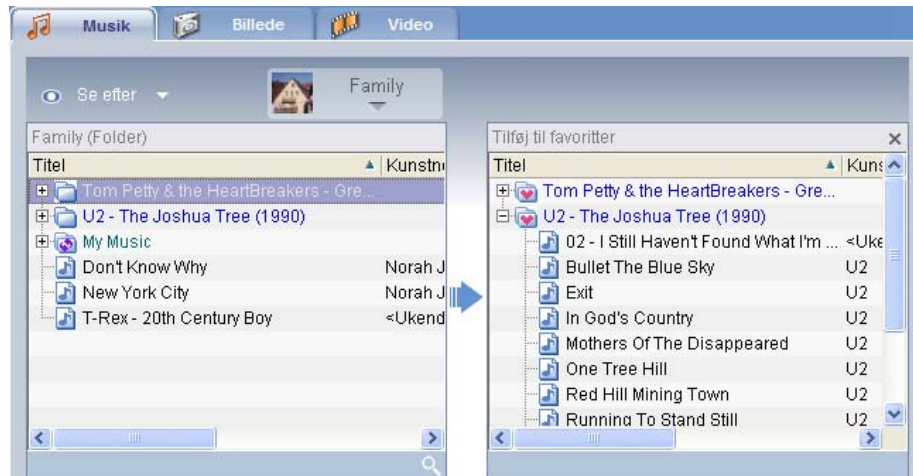 Musik Billede Video
Se efter Family
Family (Folder)
Titel Kunstn
Tom Petty & the HeartBreakers - Gre...
U2 - The Joshua Tree (1990)
My Music
Don't Know Why Norah J
New York City Norah J
T-Rex - 20th Century Boy <Ukend
Tilføj til favoritter
Titel Kuns
Tom Petty & the HeartBreakers - Gre...
U2 - The Joshua Tree (1990)
02 - I Still Haven't Found What I'm ... <Uke
Bullet The Blue Sky U2
Exit U2
In God's Country U2
Mothers Of The Disappeared U2
One Tree Hill U2
Red Hill Mining Town U2
Running To Stand Still U2